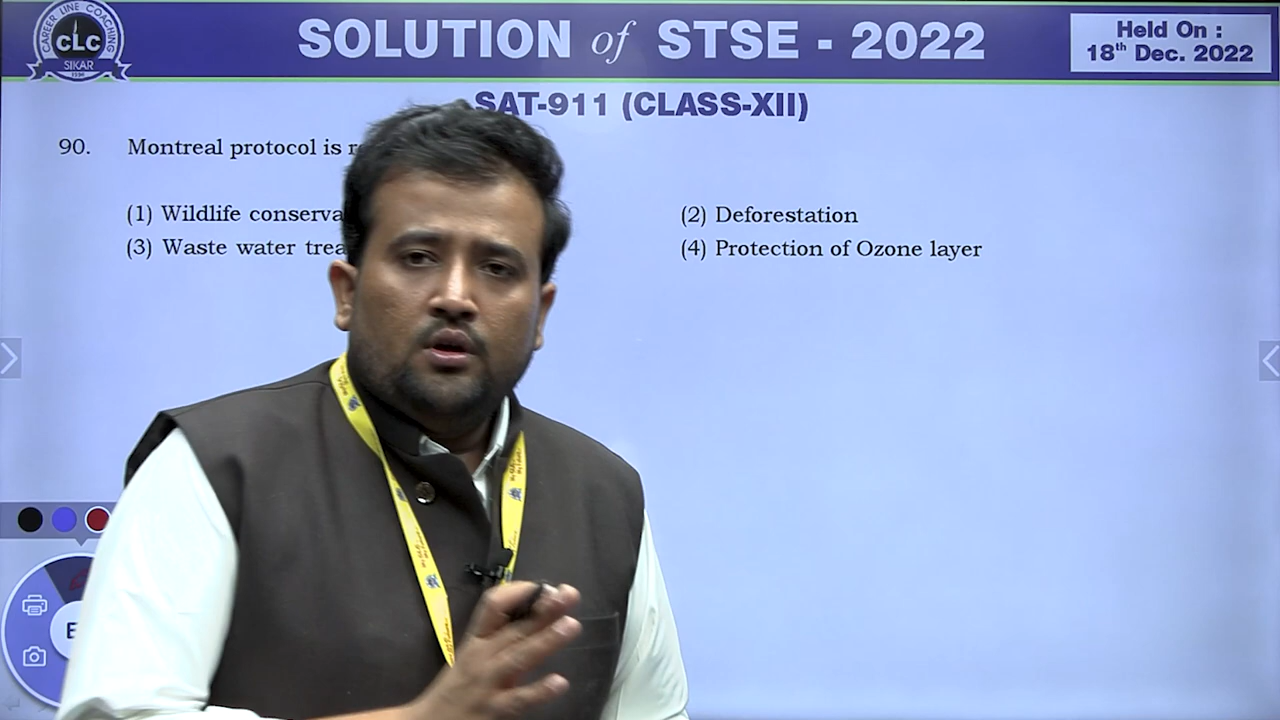 CAREER LINE COACHING
CLC
SIKAR
SOLUTION of STSE - 2022
Held On :
18th Dec. 2022
SAT-911 (CLASS-XII)
90. Montreal protocol is
(1) Wildlife conserva
(2) Deforestation
(3) Waste water trea
(4) Protection of Ozone layer
E